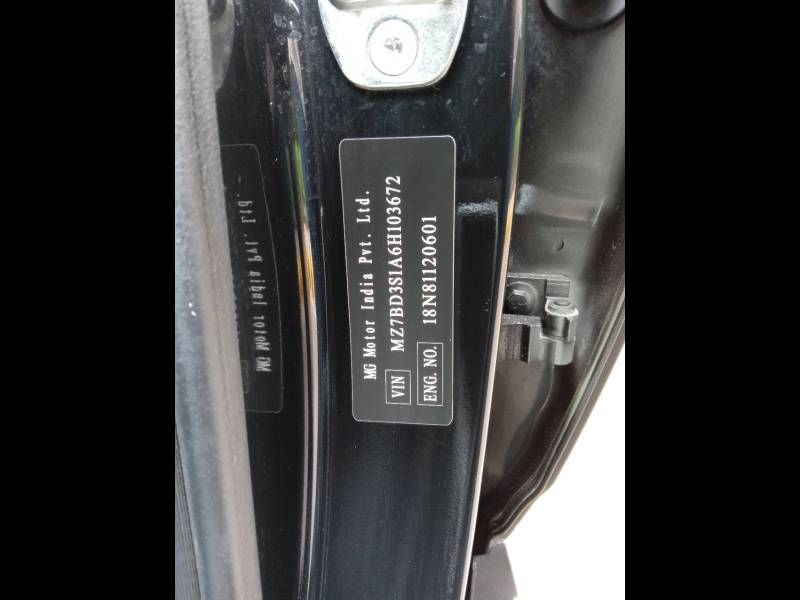 MG Motor India Pvt. Ltd.
VIN MZ7BD3S1A6H103672
ENG. NO. 18N81120601
MG Motor India Pvt. Ltd.